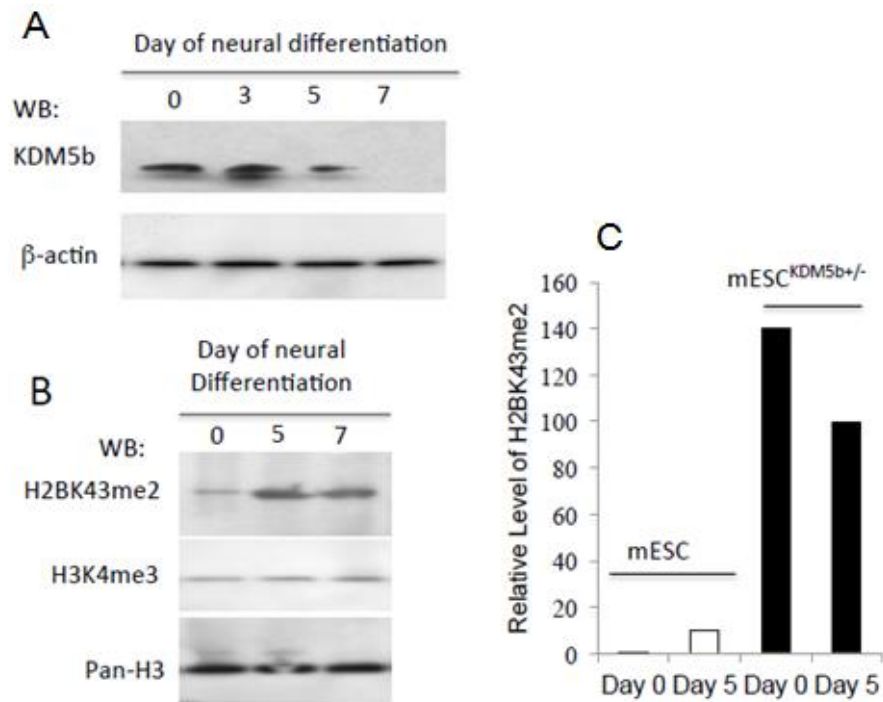 A
Day of neural differentiation
WB:
0 3 5 7
KDM5b
β-actin
B
Day of neural
Differentiation
WB:
0 5 7
H2BK43me2
H3K4me3
Pan-H3
C
Relative Level of H2BK43me2
160
140
120
100
80
60
40
20
0
mESC
mESCKDM5b+/-
Day 0 Day 5 Day 0 Day 5